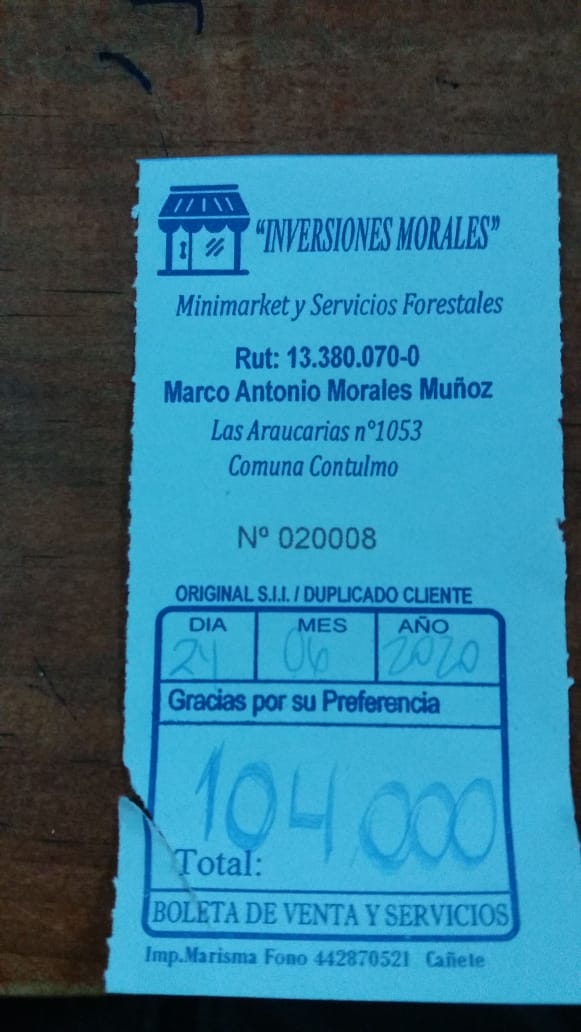 "INVERSIONES MORALES"
Minimarket y Servicios Forestales
Rut: 13.380.070-0
Marco Antonio Morales Muñoz
Las Araucarias n°1053
Comuna Contulmo
Nº 020008
ORIGINAL S.I.I. / DUPLICADO CLIENTE
DIA MES AÑO
24 06 2020
Gracias por su Preferencia
104.000
Total:
BOLETA DE VENTA Y SERVICIOS
Imp.Marisma Fono 442870521 Cañete